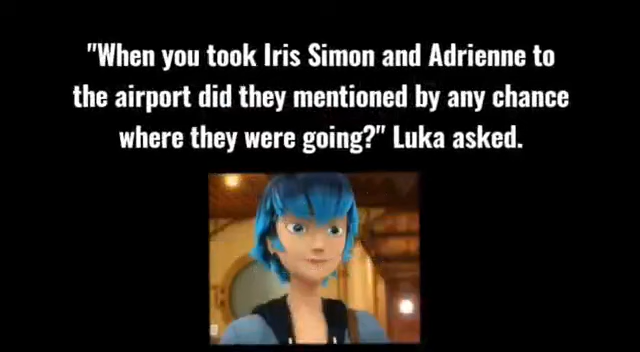 "When you took Iris Simon and Adrienne to
the airport did they mentioned by any chance
where they were going?" Luka asked.